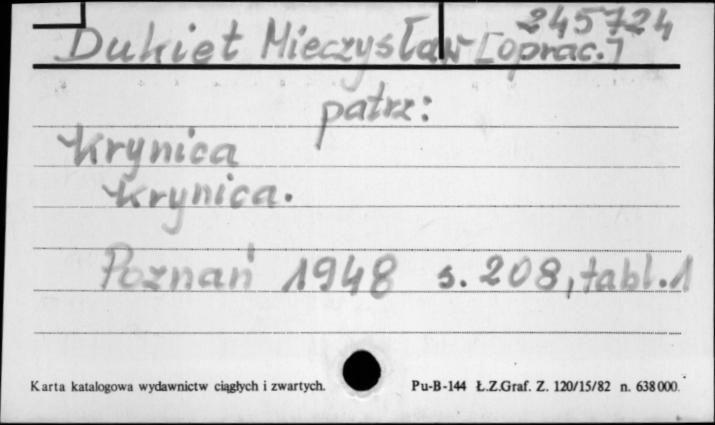 245724
Dukiet Mieczysław [oprac.]
patrz:
Krynica
Krynica.
Poznań 1948 s. 208, tabl. 1
Karta katalogowa wydawnictw ciągłych i zwartych. Pu-B-144 Ł.Z.Graf. Z. 120/15/82 n. 638000.